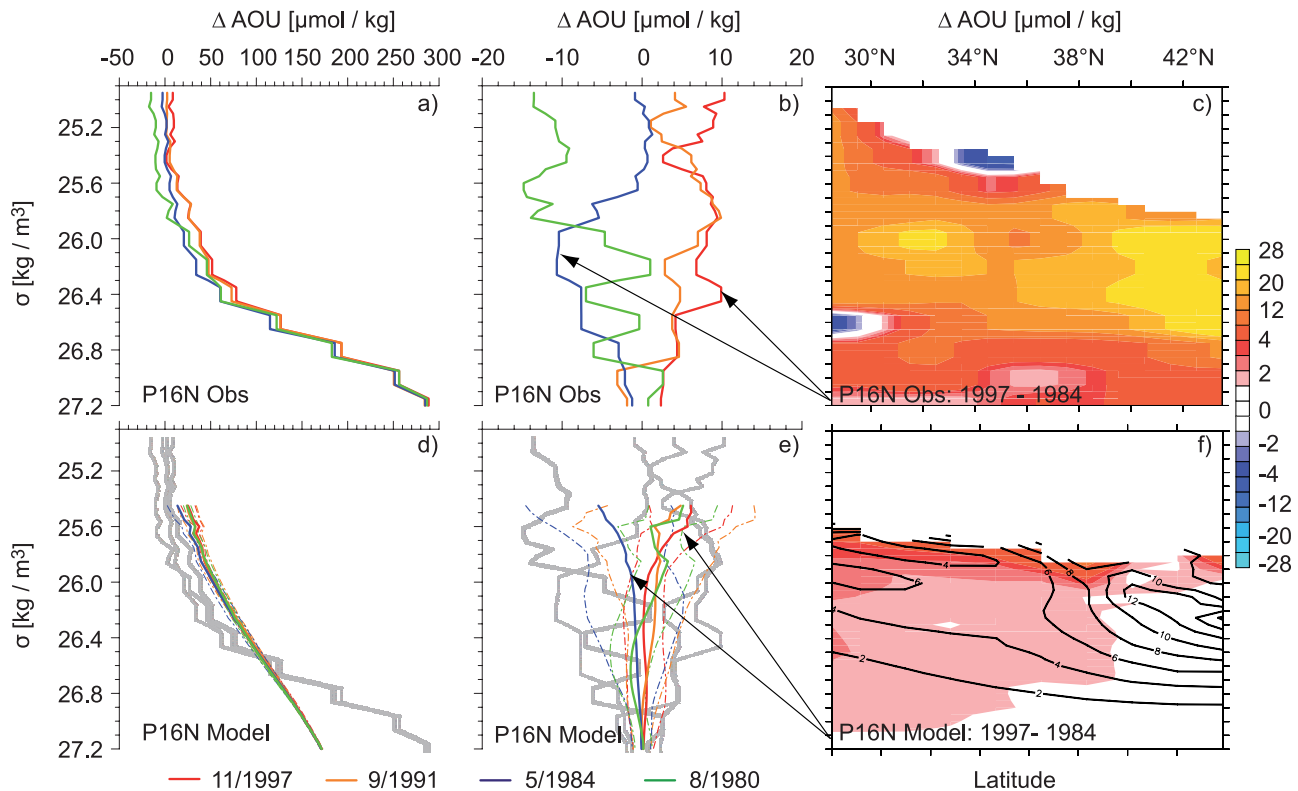 Δ AOU [µmol / kg] Δ AOU [µmol / kg] Δ AOU [µmol / kg]
-50 0 50 100 150 200 250 300 -20 -10 0 10 20 30°N 34°N 38°N 42°N
a) b) c)
25.2
25.6
26.0
26.4
26.8
27.2
σ [kg / m³]
P16N Obs P16N Obs P16N Obs: 1997 - 1984
28
20
12
4
2
0
-2
-4
-12
-20
-28
d) e) f)
25.2
25.6
26.0
26.4
26.8
27.2
σ [kg / m³]
4 6 8 10
6 12
4 10
8
2 4 6
2
P16N Model P16N Model P16N Model: 1997- 1984
11/1997 9/1991 5/1984 8/1980 Latitude